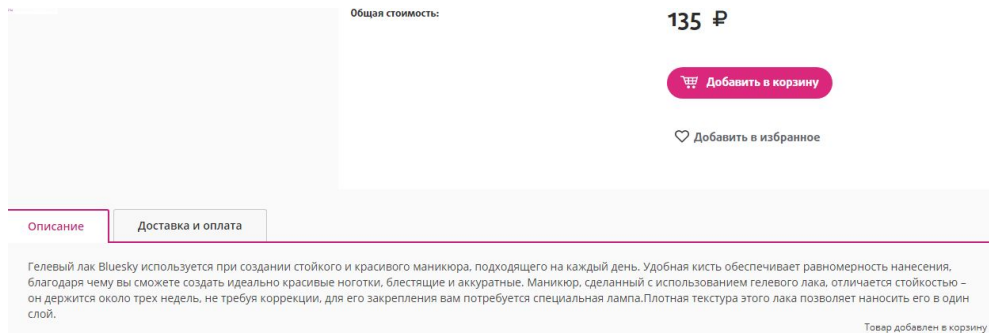 Общая стоимость:
135 ₽
Добавить в корзину
Добавить в избранное
Описание
Доставка и оплата
Гелевый лак Bluesky используется при создании стойкого и красивого маникюра, подходящего на каждый день. Удобная кисть обеспечивает равномерность нанесения,
благодаря чему вы сможете создать идеально красивые ноготки, блестящие и аккуратные. Маникюр, сделанный с использованием гелевого лака, отличается стойкостью –
он держится около трех недель, не требуя коррекции, для его закрепления вам потребуется специальная лампа.Плотная текстура этого лака позволяет наносить его в один
слой.
Товар добавлен в корзину